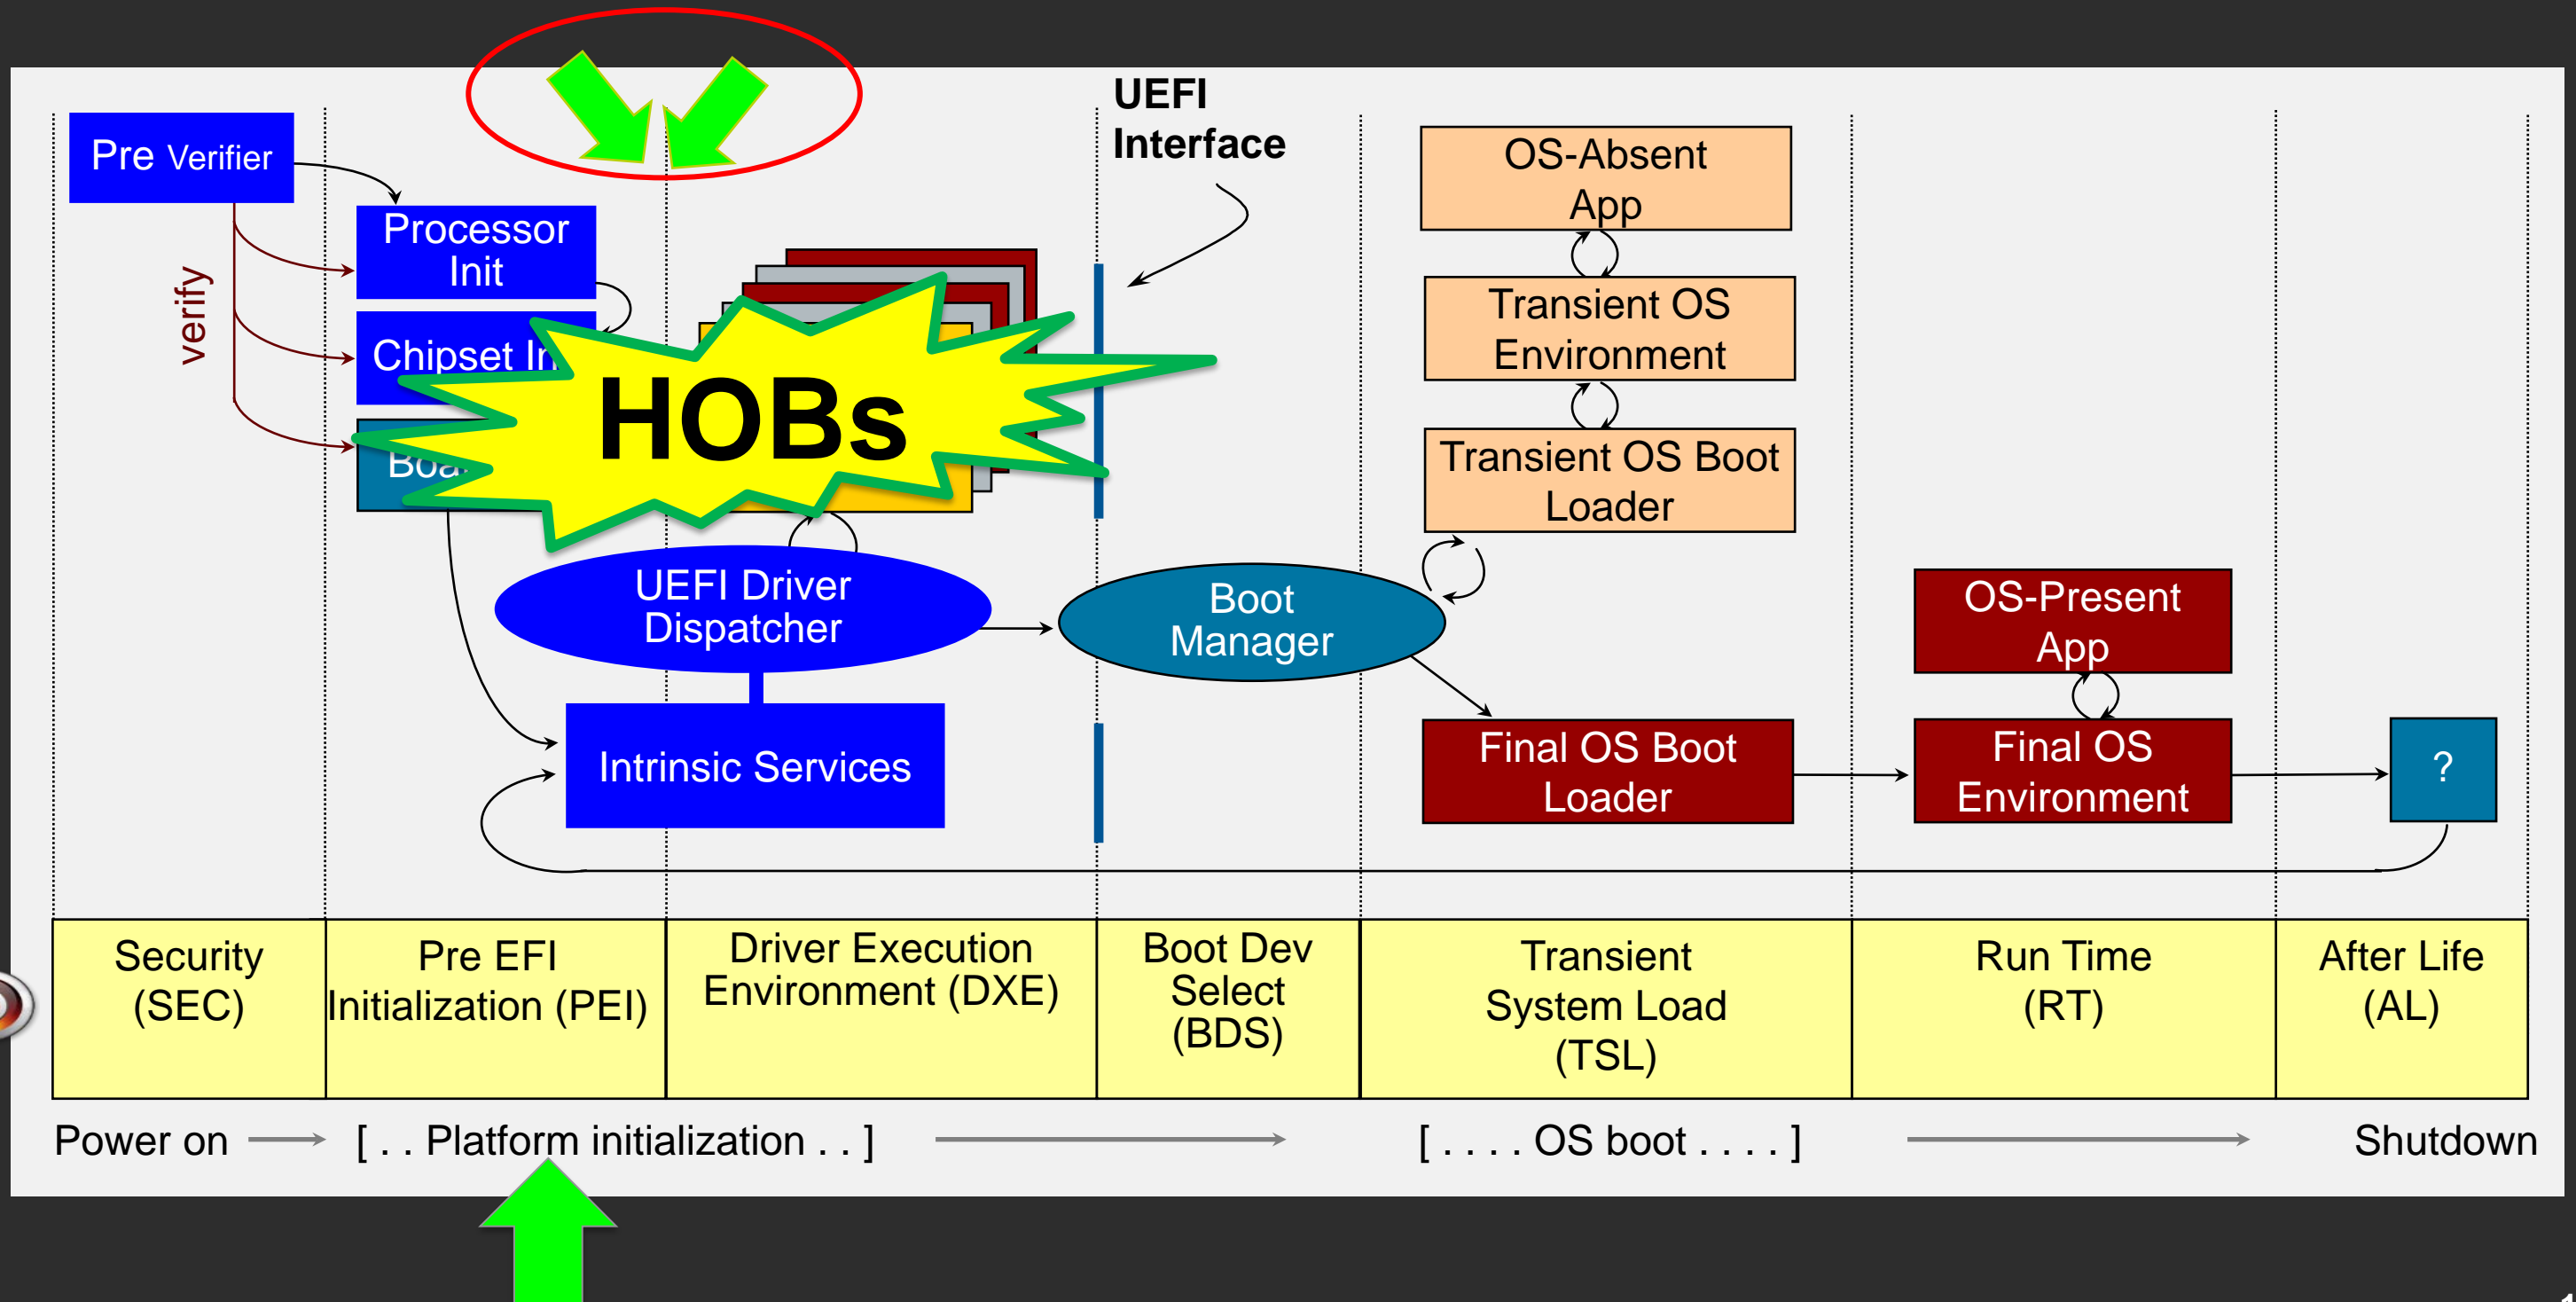 UEFI
Interface
Pre Verifier
verify
Processor
Init
Chipset
HOBs
UEFI Driver
Dispatcher
Intrinsic Services
Boot
Manager
OS-Absent
App
Transient OS
Environment
Transient OS Boot
Loader
Final OS Boot
Loader
OS-Present
App
Final OS
Environment
?
Security
(SEC)
Pre EFI
Initialization (PEI)
Driver Execution
Environment (DXE)
Boot Dev
Select
(BDS)
Transient
System Load
(TSL)
Run Time
(RT)
After Life
(AL)
Power on
[ . . Platform initialization . . ]
[ . . . . OS boot . . . . ]
Shutdown